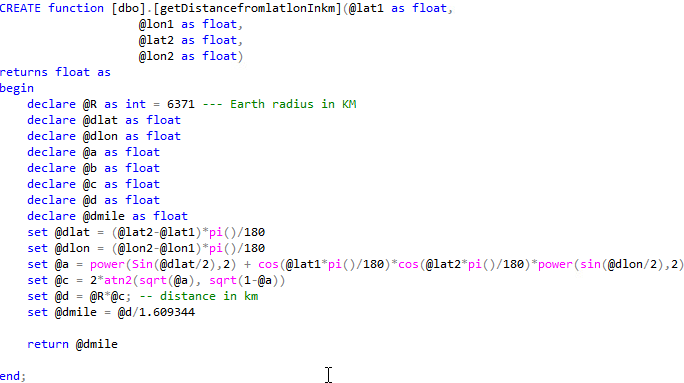 CREATE function [dbo].[getDistancefromlatlonInkm](@lat1 as float,
@lon1 as float,
@lat2 as float,
@lon2 as float)
returns float as
begin
declare @R as int = 6371 --- Earth radius in KM
declare @dlat as float
declare @dlon as float
declare @a as float
declare @b as float
declare @c as float
declare @d as float
declare @dmile as float
set @dlat = (@lat2-@lat1)*pi()/180
set @dlon = (@lon2-@lon1)*pi()/180
set @a = power(Sin(@dlat/2),2) + cos(@lat1*pi()/180)*cos(@lat2*pi()/180)*power(sin(@dlon/2),2)
set @c = 2*atn2(sqrt(@a), sqrt(1-@a))
set @d = @R*@c; -- distance in km
set @dmile = @d/1.609344
return @dmile
end;